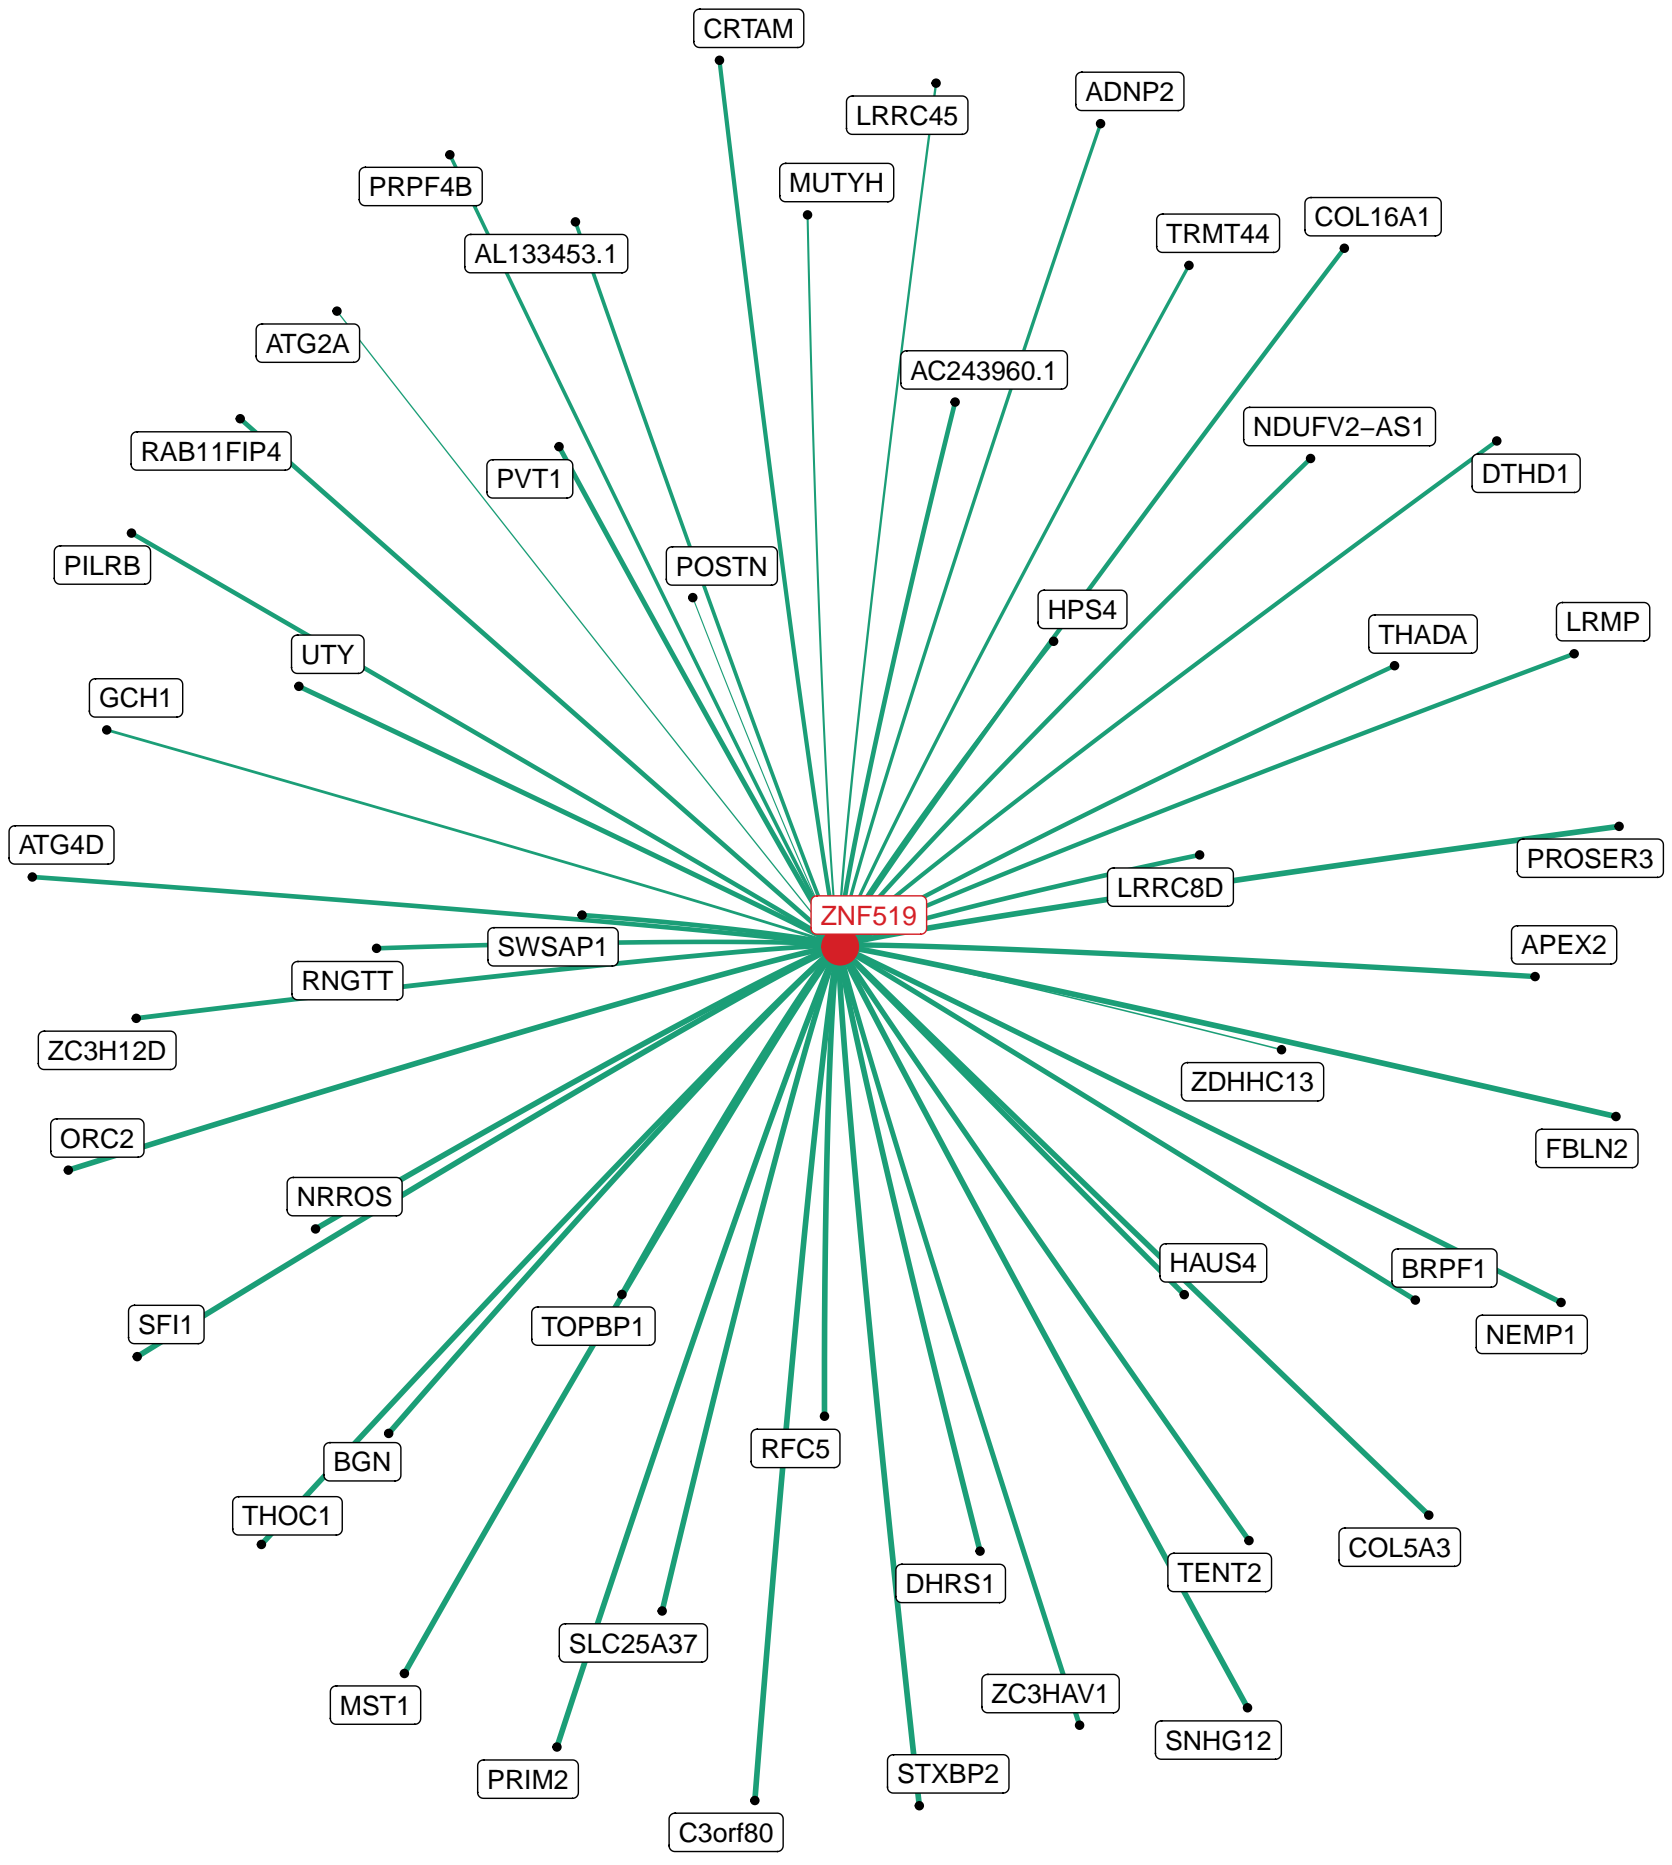 CRTAM
LRRC45
ADNP2
PRPF4B
MUTYH
COL16A1
TRMT44
AL133453.1
ATG2A
AC243960.1
NDUFV2–AS1
RAB11FIP4
DTHD1
PVT1
PILRB
POSTN
HPS4
LRMP
THADA
UTY
GCH1
ATG4D
PROSER3
LRRC8D
ZNF519
APEX2
SWSAP1
RNGTT
ZC3H12D
ZDHHC13
ORC2
FBLN2
NRROS
HAUS4
BRPF1
SFI1
TOPBP1
NEMP1
RFC5
BGN
THOC1
COL5A3
TENT2
DHRS1
SLC25A37
ZC3HAV1
MST1
SNHG12
STXBP2
PRIM2
C3orf80